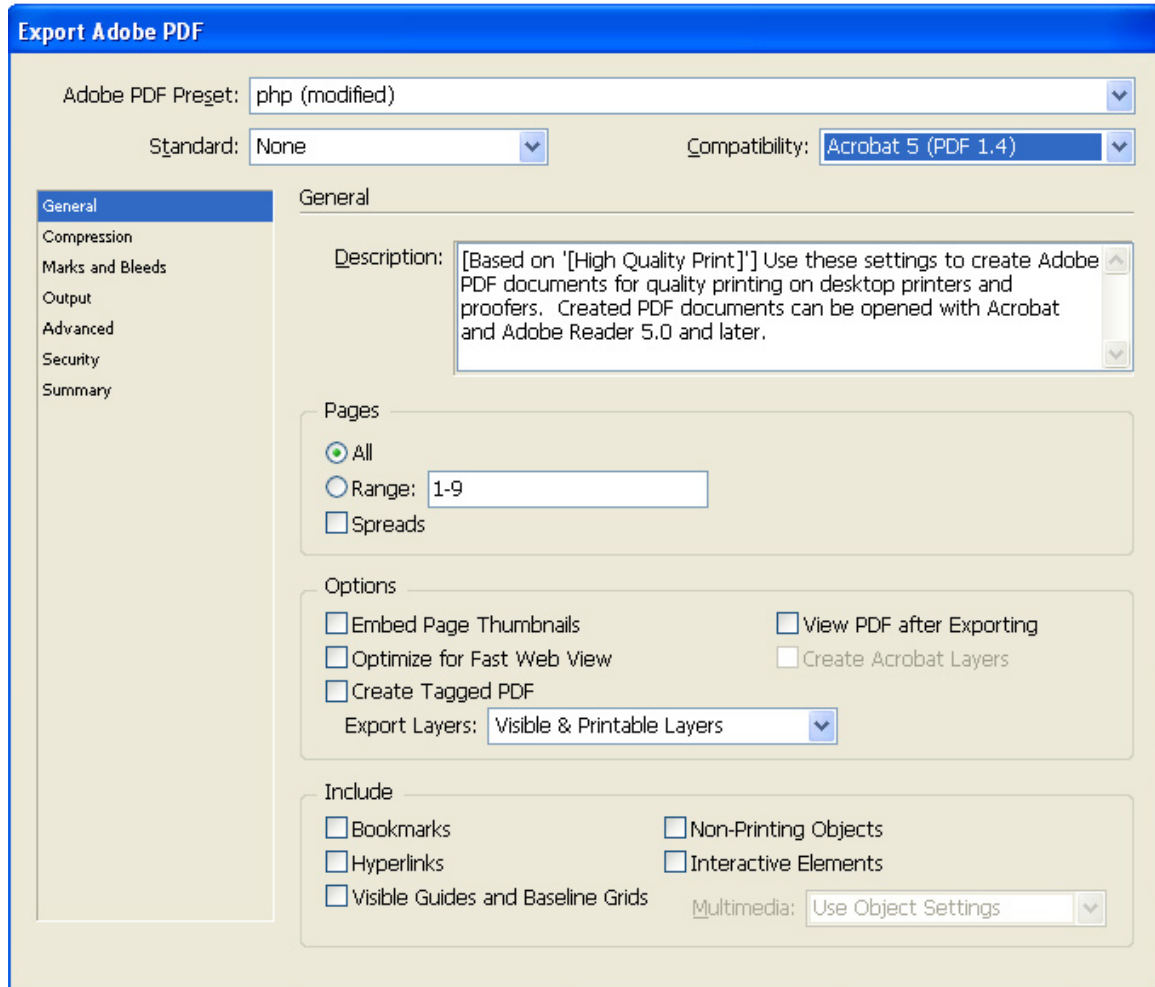 Export Adobe PDF
Adobe PDF Preset: php (modified)
Standard: None Compatibility: Acrobat 5 (PDF 1.4)
General
Compression
Marks and Bleeds
Output
Advanced
Security
Summary
General
Description: [Based on '[High Quality Print]'] Use these settings to create Adobe
PDF documents for quality printing on desktop printers and
proofers.  Created PDF documents can be opened with Acrobat
and Adobe Reader 5.0 and later.
Pages
All
Range: 1-9
Spreads
Options
Embed Page Thumbnails View PDF after Exporting
Optimize for Fast Web View Create Acrobat Layers
Create Tagged PDF
Export Layers: Visible & Printable Layers
Include
Bookmarks Non-Printing Objects
Hyperlinks Interactive Elements
Visible Guides and Baseline Grids Multimedia: Use Object Settings